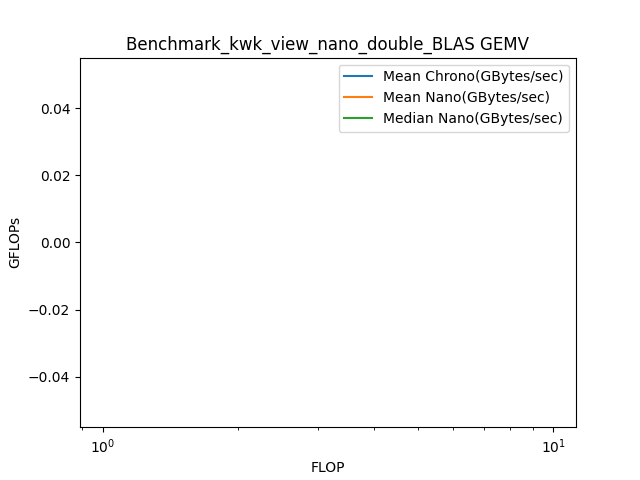 Benchmark_kwk_view_nano_double_BLAS GEMV
Mean Chrono(GBytes/sec)
Mean Nano(GBytes/sec)
Median Nano(GBytes/sec)
0.04
0.02
0.00
−0.02
−0.04
GFLOPs
10⁰
10¹
FLOP